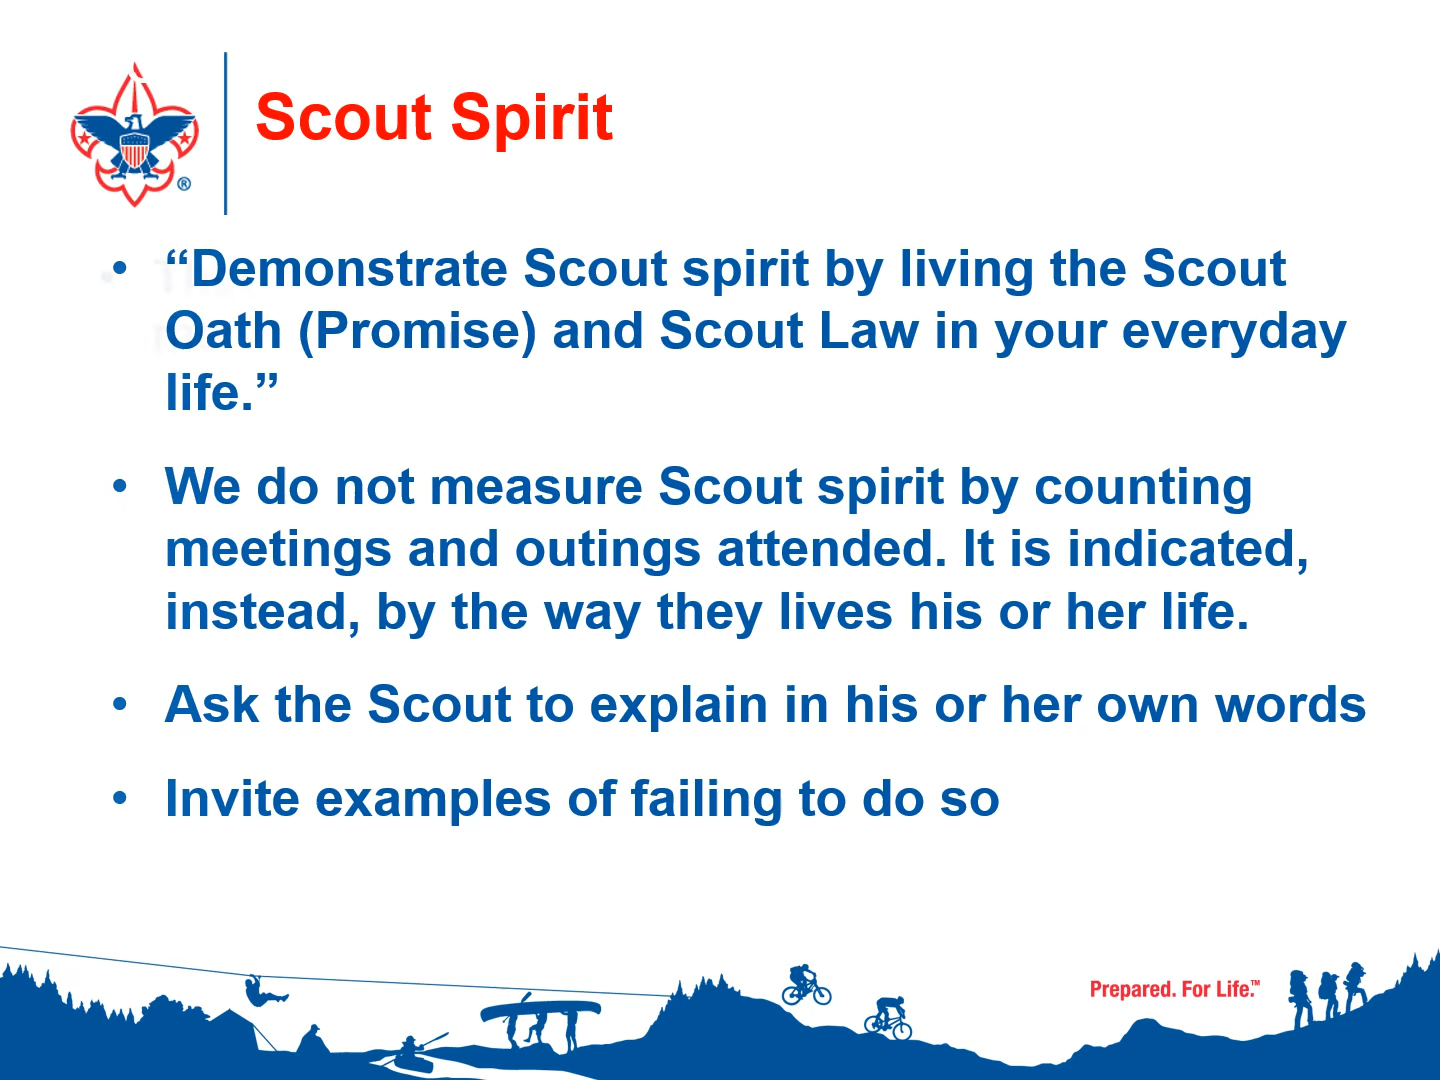 Scout Spirit
• “Demonstrate Scout spirit by living the Scout
Oath (Promise) and Scout Law in your everyday
life.”
• We do not measure Scout spirit by counting
meetings and outings attended. It is indicated,
instead, by the way they lives his or her life.
• Ask the Scout to explain in his or her own words
• Invite examples of failing to do so
Prepared. For Life.™
®